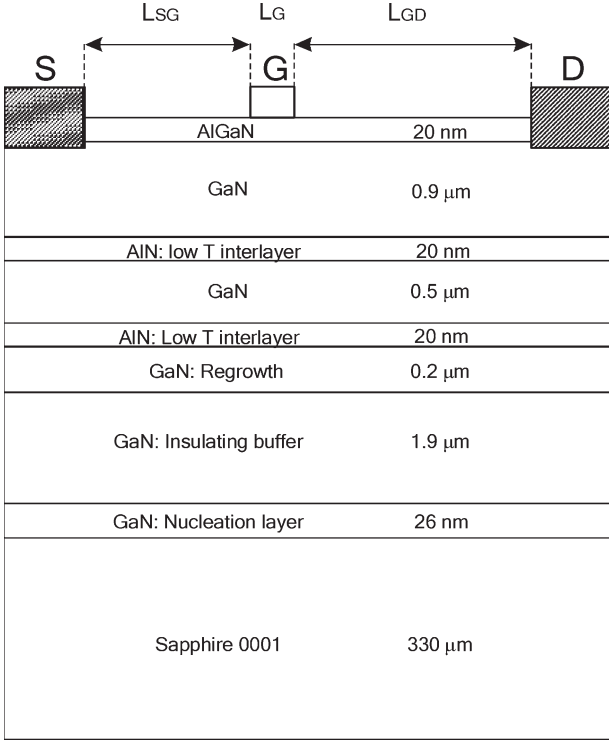 LSG LG LGD
S G D
AlGaN 20 nm
GaN 0.9 μm
AlN: low T interlayer 20 nm
GaN 0.5 μm
AlN: Low T interlayer 20 nm
GaN: Regrowth 0.2 μm
GaN: Insulating buffer 1.9 μm
GaN: Nucleation layer 26 nm
Sapphire 0001 330 μm